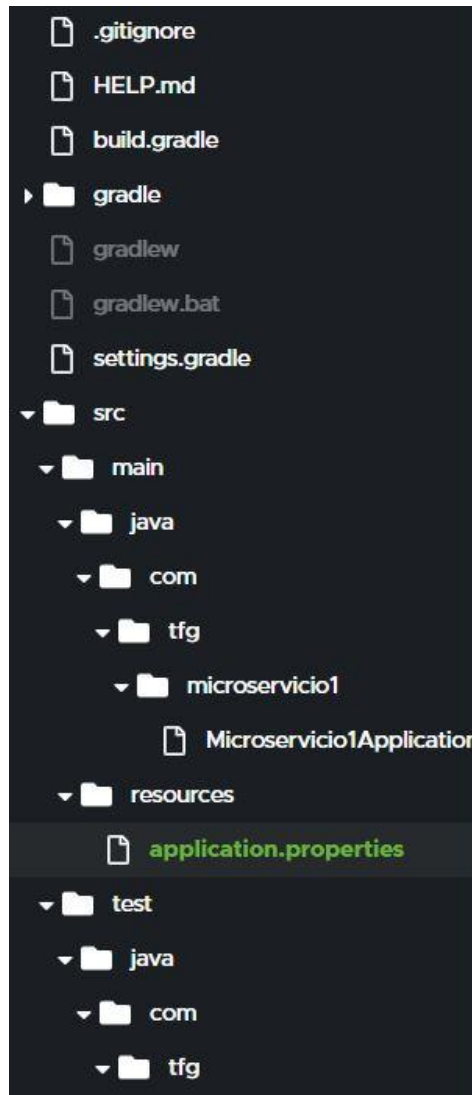 .gitignore
HELP.md
build.gradle
gradle
gradlew
gradlew.bat
settings.gradle
src
main
java
com
tfg
microservicio1
Microservicio1Application
resources
application.properties
test
java
com
tfg